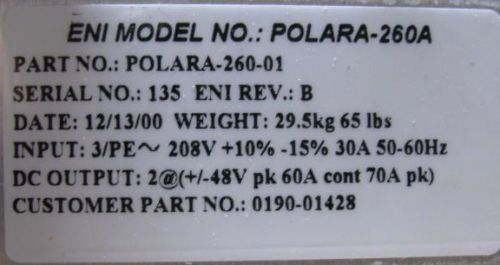 ENI MODEL NO.: POLARA-260A
PART NO.: POLARA-260-01
SERIAL NO.: 135 ENI REV.: B
DATE: 12/13/00 WEIGHT: 29.5kg 65 lbs
INPUT: 3/PE～ 208V +10% -15% 30A 50-60Hz
DC OUTPUT: 2@(+/-48V pk 60A cont 70A pk)
CUSTOMER PART NO.: 0190-01428